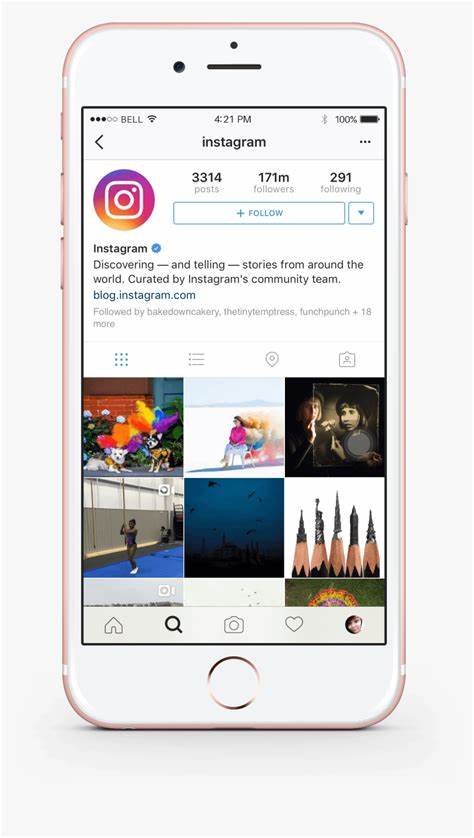 ●●●○○ BELL 4:21 PM 100%
instagram
3314 171m 291
posts followers following
+ FOLLOW
Instagram
Discovering — and telling — stories from around the
world. Curated by Instagram's community team.
blog.instagram.com
Followed by bakedowncakery, thetinytemptress, funchpunch + 18
more